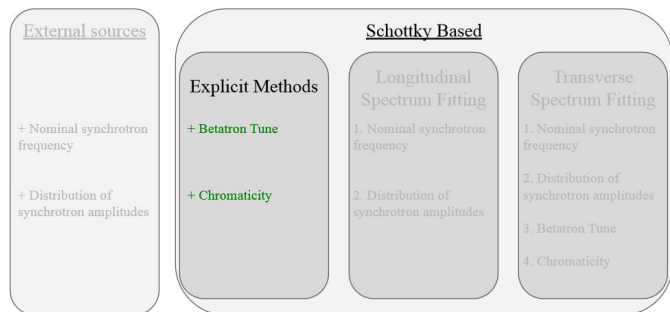 External sources
+ Nominal synchrotron
frequency
+ Distribution of
synchrotron amplitudes
Schottky Based
Explicit Methods
+ Betatron Tune
+ Chromaticity
Longitudinal
Spectrum Fitting
1. Nominal synchrotron
frequency
2. Distribution of
synchrotron amplitudes
Transverse
Spectrum Fitting
1. Nominal synchrotron
frequency
2. Distribution of
synchrotron amplitudes
3. Betatron Tune
4. Chromaticity